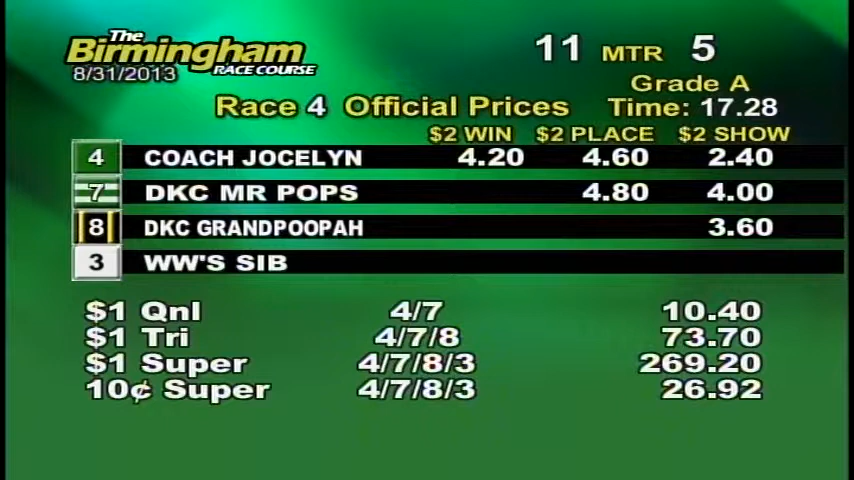 The
Birmingham
RACE COURSE
8/31/2013
11 MTR 5
Grade A
Race 4 Official Prices Time: 17.28
$2 WIN $2 PLACE $2 SHOW
4 COACH JOCELYN 4.20 4.60 2.40
7 DKC MR POPS 4.80 4.00
8 DKC GRANDPOOPAH 3.60
3 WW'S SIB
$1 Qnl 4/7 10.40
$1 Tri 4/7/8 73.70
$1 Super 4/7/8/3 269.20
10¢ Super 4/7/8/3 26.92